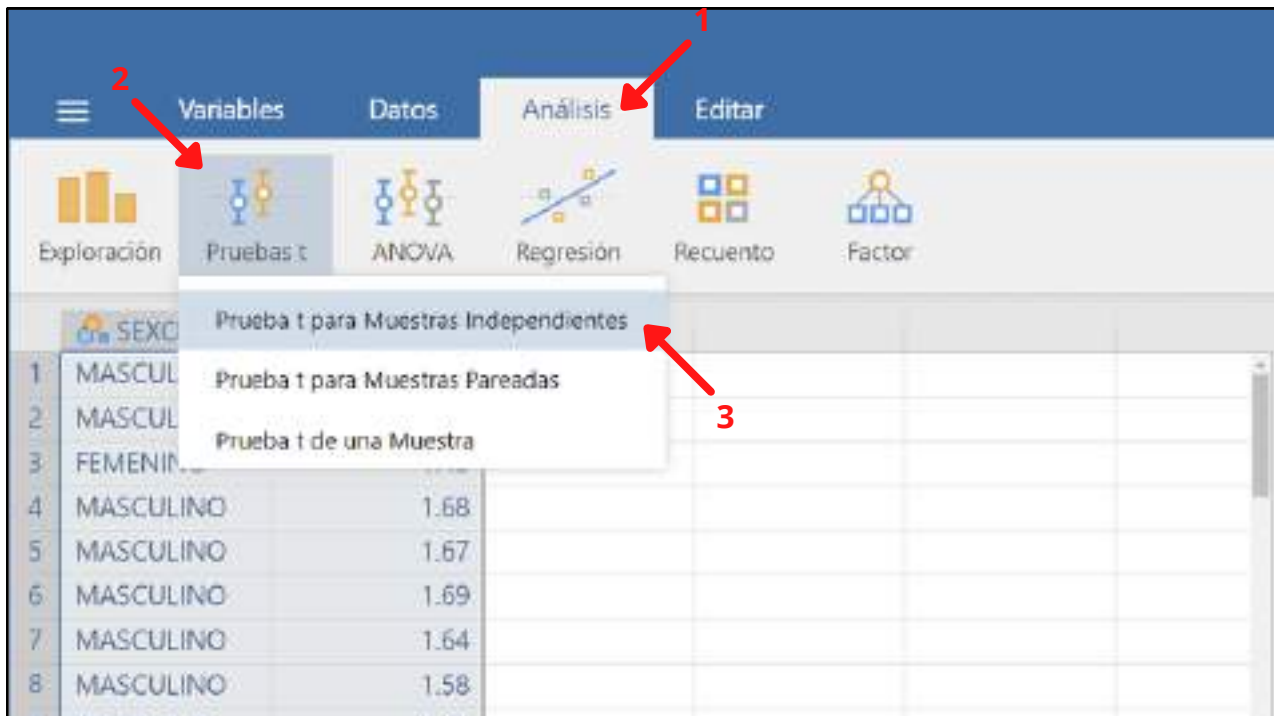 1
2
Variables Datos Análisis Editar
Exploración Pruebas t ANOVA Regresión Recuento Factor
SEXO
Prueba t para Muestras Independientes
Prueba t para Muestras Pareadas
Prueba t de una Muestra
3
1 MASCUL
2 MASCUL
3 FEMENIN
4 MASCULINO 1.68
5 MASCULINO 1.67
6 MASCULINO 1.69
7 MASCULINO 1.64
8 MASCULINO 1.58